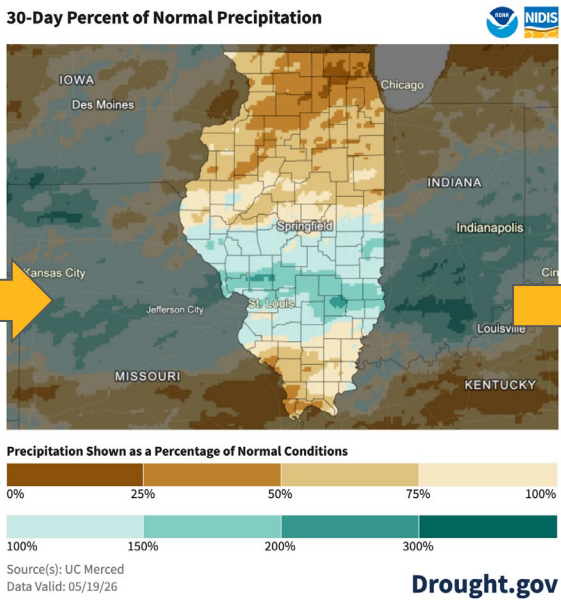 30-Day Percent of Normal Precipitation
NOAA
NIDIS
IOWA
Des Moines
Chicago
INDIANA
Springfield
Indianapolis
Kansas City
Cin
St. Louis
Jefferson City
Louisville
MISSOURI
KENTUCKY
Precipitation Shown as a Percentage of Normal Conditions
0% 25% 50% 75% 100%
100% 150% 200% 300%
Source(s): UC Merced
Data Valid: 05/19/26
Drought.gov